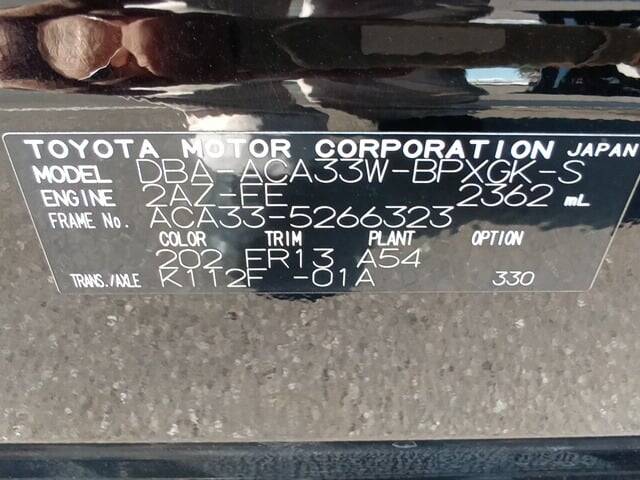 TOYOTA MOTOR CORPORATION JAPAN
MODEL DBA-ACA33W-BPXGK-S
ENGINE 2AZ-FE 2362 mL
FRAME No. ACA33-5266323
COLOR TRIM PLANT OPTION
202 FR13 A54
TRANS./AXLE K112F -01A 330